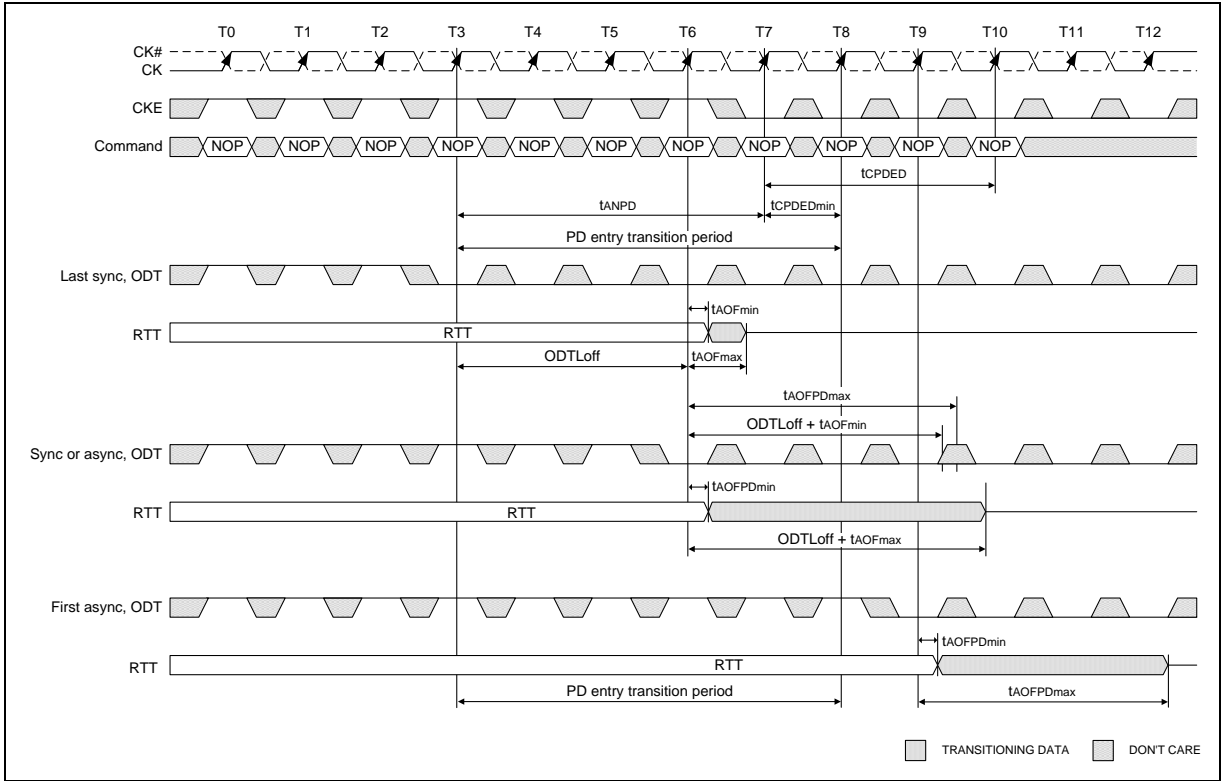 T0 T1 T2 T3 T4 T5 T6 T7 T8 T9 T10 T11 T12
CK#
CK
CKE
Command NOP NOP NOP NOP NOP NOP NOP NOP NOP NOP NOP
tCPDED
tANPD tCPDEDmin
PD entry transition period
Last sync, ODT
tAOFmin
RTT RTT
ODTLoff tAOFmax
tAOFPDmax
ODTLoff + tAOFmin
Sync or async, ODT
tAOFPDmin
RTT RTT
ODTLoff + tAOFmax
First async, ODT
tAOFPDmin
RTT RTT
PD entry transition period tAOFPDmax
TRANSITIONING DATA DON'T CARE